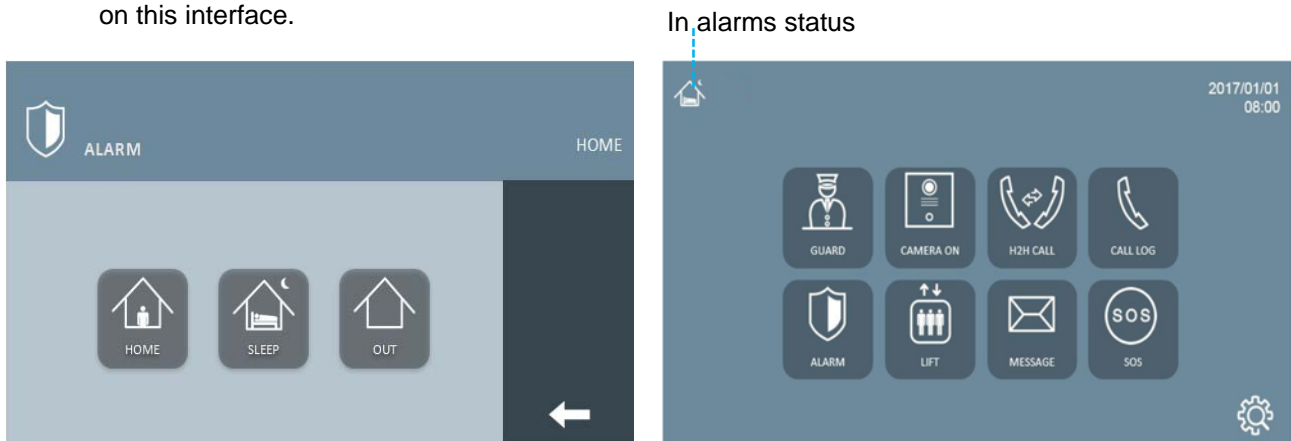 on this interface.
In alarms status
ALARM
HOME
HOME
SLEEP
OUT
2017/01/01
08:00
GUARD
CAMERA ON
H2H CALL
CALL LOG
ALARM
LIFT
MESSAGE
SOS
SOS